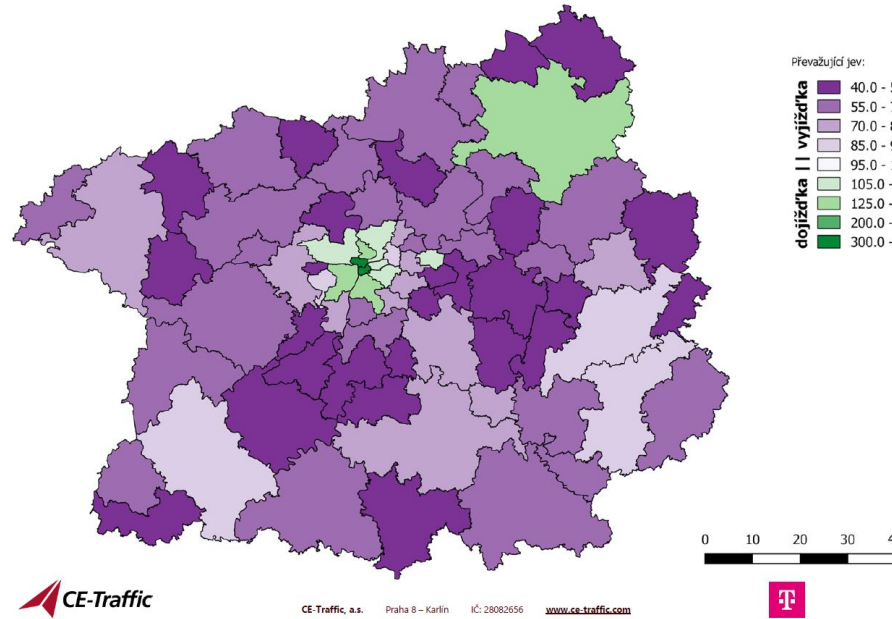 Převažující jev:
dojížďka || vyjížďka
40.0 - 5
55.0 - 7
70.0 - 8
85.0 - 9
95.0 - 1
105.0 -
125.0 -
200.0 -
300.0 -
0 10 20 30 4
CE-Traffic
CE-Traffic, a.s. Praha 8 – Karlín IČ: 28082656 www.ce-traffic.com
T